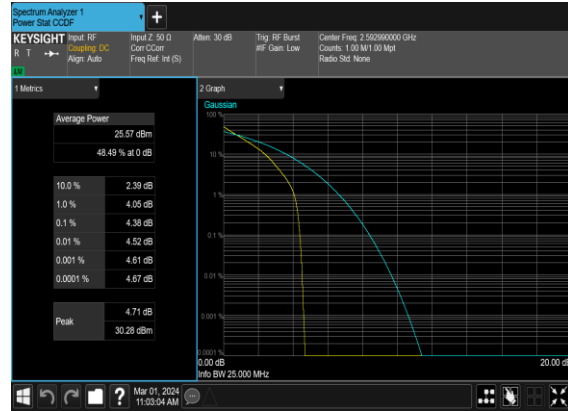 Spectrum Analyzer 1
Power Stat CCDF
KEYSIGHT
R T
LM
Input: RF
Coupling: DC
Align: Auto
Input Z: 50 Ω
Corr CCorr
Freq Ref: Int (S)
Atten: 30 dB
Trig: RF Burst
#IF Gain: Low
Center Freq: 2.592990000 GHz
Counts: 1.00 M/1.00 Mpt
Radio Std: None
1 Metrics
Average Power
25.57 dBm
48.49 % at 0 dB
10.0 % 2.39 dB
1.0 % 4.05 dB
0.1 % 4.38 dB
0.01 % 4.52 dB
0.001 % 4.61 dB
0.0001 % 4.67 dB
Peak
4.71 dB
30.28 dBm
2 Graph
Gaussian
100 %
10 %
1 %
0.1 %
0.01 %
0.001 %
0.0001 %
0.00 dB
20.00 dB
Info BW 25.000 MHz
?
Mar 01, 2024
11:03:04 AM